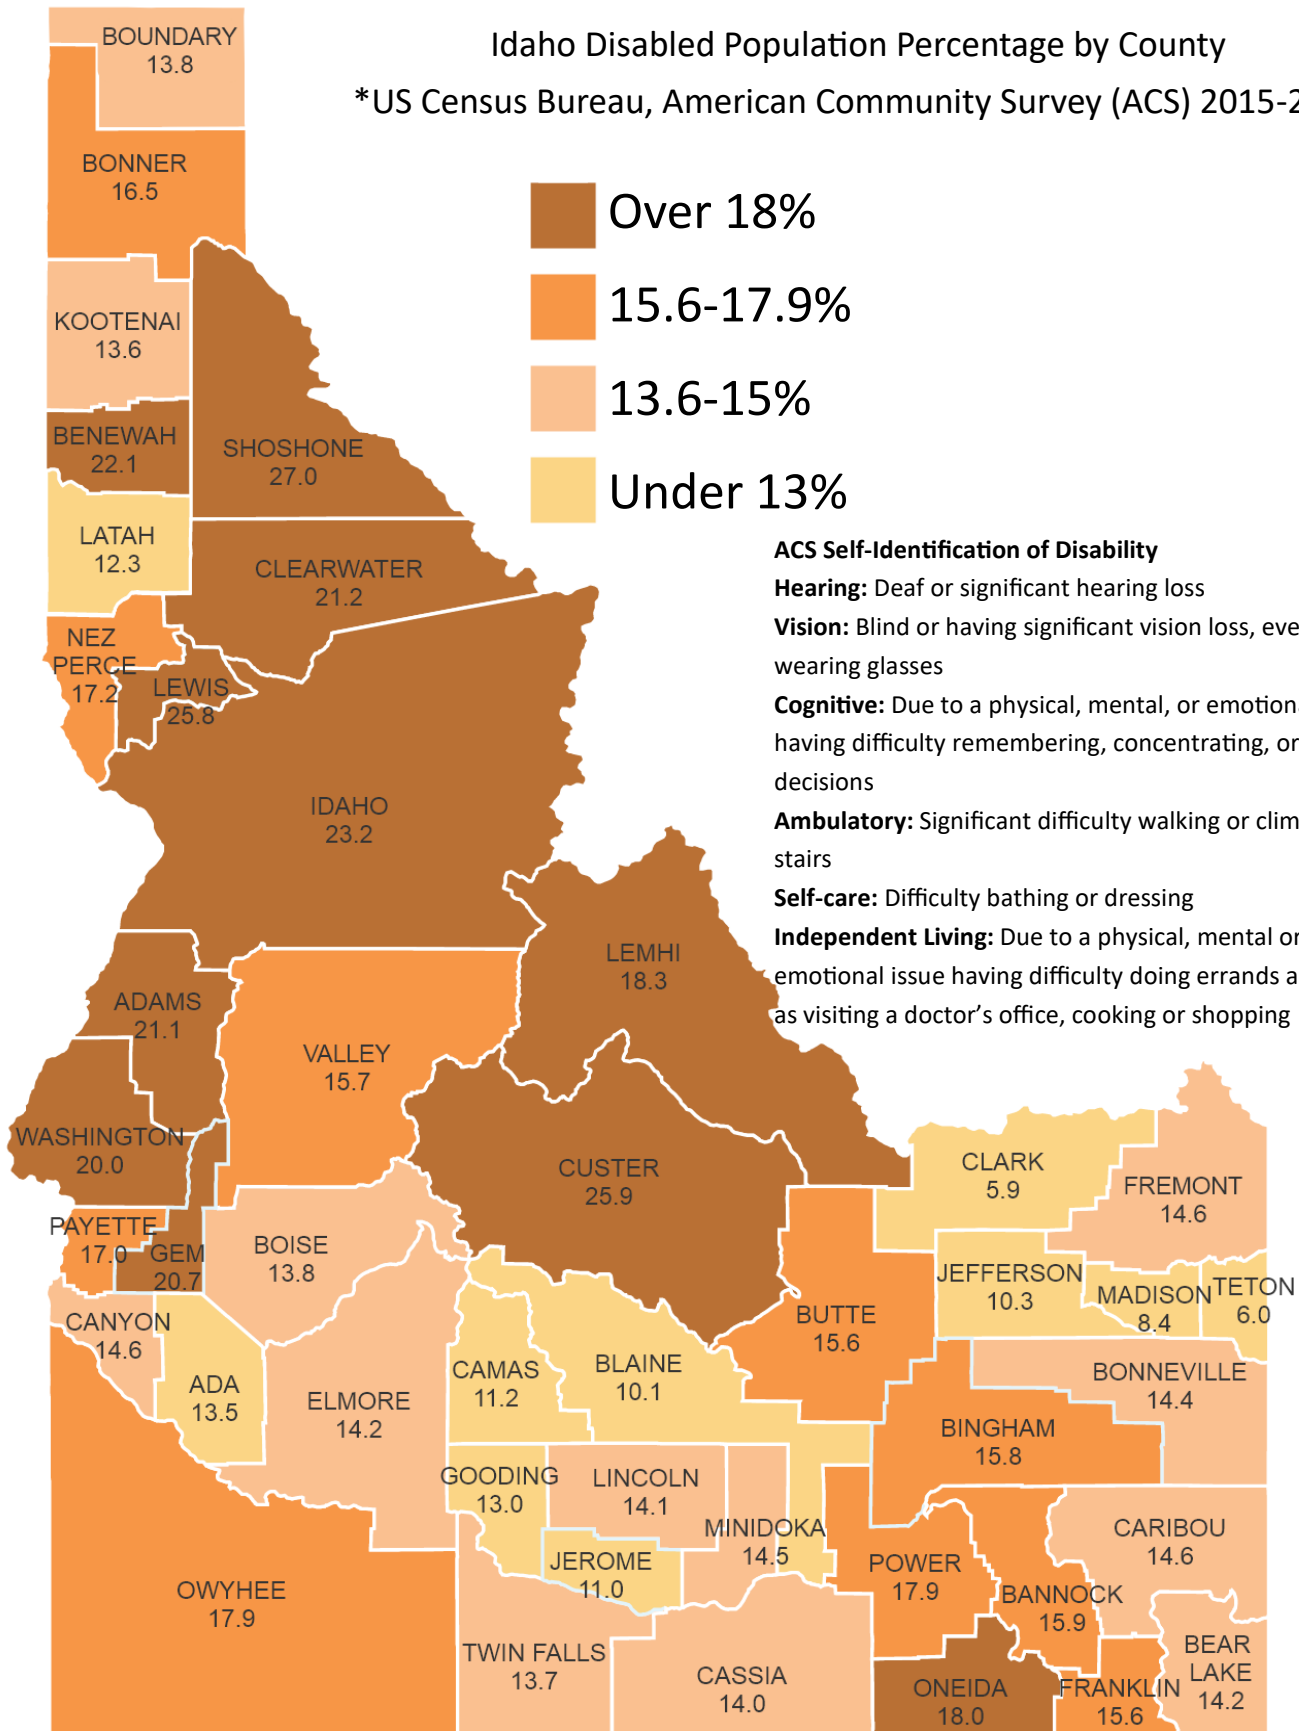 Idaho Disabled Population Percentage by County
*US Census Bureau, American Community Survey (ACS) 2015-2
Over 18%
15.6-17.9%
13.6-15%
Under 13%
ACS Self-Identification of Disability
Hearing: Deaf or significant hearing loss
Vision: Blind or having significant vision loss, eve
wearing glasses
Cognitive: Due to a physical, mental, or emotion
having difficulty remembering, concentrating, or
decisions
Ambulatory: Significant difficulty walking or clim
stairs
Self-care: Difficulty bathing or dressing
Independent Living: Due to a physical, mental or
emotional issue having difficulty doing errands a
as visiting a doctor's office, cooking or shopping
BOUNDARY
13.8
BONNER
16.5
KOOTENAI
13.6
BENEWAH
22.1
SHOSHONE
27.0
LATAH
12.3
CLEARWATER
21.2
NEZ
PERCE
17.2
LEWIS
25.8
IDAHO
23.2
LEMHI
18.3
ADAMS
21.1
VALLEY
15.7
WASHINGTON
20.0
CUSTER
25.9
CLARK
5.9
FREMONT
14.6
PAYETTE
17.0
GEM
20.7
BOISE
13.8
JEFFERSON
10.3
MADISON
8.4
TETON
6.0
CANYON
14.6
BUTTE
15.6
ADA
13.5
ELMORE
14.2
CAMAS
11.2
BLAINE
10.1
BONNEVILLE
14.4
BINGHAM
15.8
GOODING
13.0
LINCOLN
14.1
MINIDOKA
14.5
CARIBOU
14.6
JEROME
11.0
POWER
17.9
OWYHEE
17.9
BANNOCK
15.9
TWIN FALLS
13.7
CASSIA
14.0
ONEIDA
18.0
FRANKLIN
15.6
BEAR
LAKE
14.2